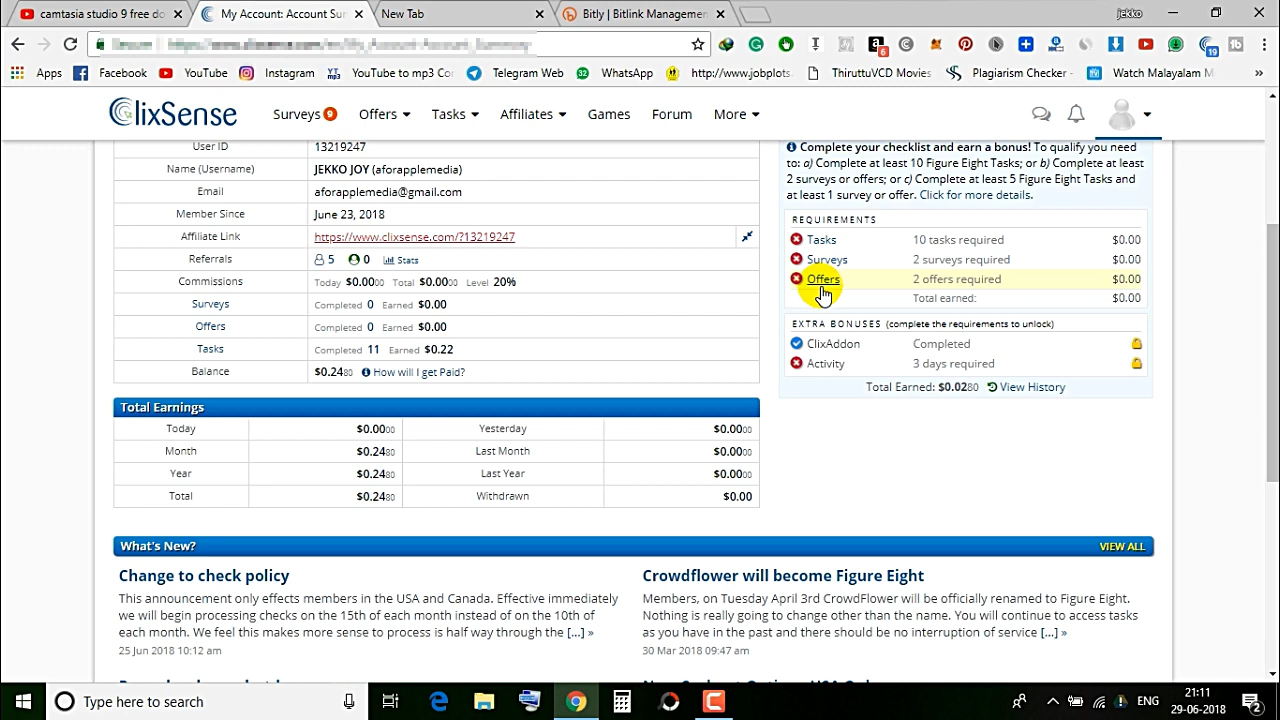 camtasia studio 9 free do
My Account: Account Sur
New Tab
Bitly | Bitlink Managemen
jekko
6
19
Apps
Facebook
YouTube
Instagram
YouTube to mp3 Co
Telegram Web
32
WhatsApp
http://www.jobplots.
ThiruttuVCD Movies
Plagiarism Checker -
Watch Malayalam M
»
ClixSense
Surveys 9
Offers
Tasks
Affiliates
Games
Forum
More
User ID 13219247
Name (Username) JEKKO JOY (aforapplemedia)
Email aforapplemedia@gmail.com
Member Since June 23, 2018
Affiliate Link https://www.clixsense.com/?13219247
Referrals 5 0 Stats
Commissions Today $0.0000 Total $0.0000 Level 20%
Surveys Completed 0 Earned $0.00
Offers Completed 0 Earned $0.00
Tasks Completed 11 Earned $0.22
Balance $0.2480 How will I get Paid?
Complete your checklist and earn a bonus! To qualify you need
to: a) Complete at least 10 Figure Eight Tasks; or b) Complete at least
2 surveys or offers; or c) Complete at least 5 Figure Eight Tasks and
at least 1 survey or offer. Click for more details.
REQUIREMENTS
Tasks 10 tasks required $0.00
Surveys 2 surveys required $0.00
Offers 2 offers required $0.00
Total earned: $0.00
EXTRA BONUSES (complete the requirements to unlock)
ClixAddon Completed
Activity 3 days required
Total Earned: $0.0280 View History
Total Earnings
Today $0.0000 Yesterday $0.0000
Month $0.2480 Last Month $0.0000
Year $0.2480 Last Year $0.0000
Total $0.2480 Withdrawn $0.00
What's New?
VIEW ALL
Change to check policy
This announcement only effects members in the USA and Canada. Effective immediately
we will begin processing checks on the 15th of each month instead of on the 10th of
each month. We feel this makes more sense to process is half way through the [...] »
25 Jun 2018 10:12 am
Crowdflower will become Figure Eight
Members, on Tuesday April 3rd CrowdFlower will be officially renamed to Figure Eight.
Nothing is really going to change other than the name. You will continue to access tasks
as you have in the past and there should be no interruption of service [...] »
30 Mar 2018 09:47 am
Type here to search
ENG
21:11
29-06-2018
2